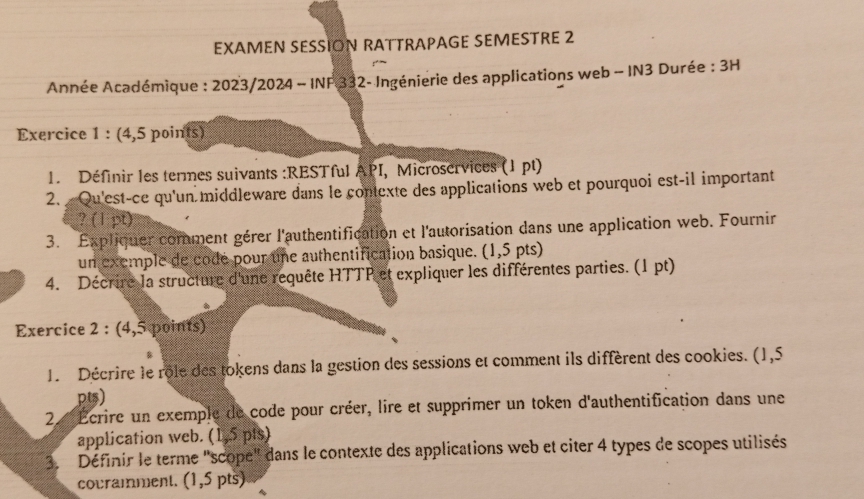 EXAMEN SESSION RATTRAPAGE SEMESTRE 2
Année Académique : 2023/2024 – INF 332- Ingénierie des applications web – IN3 Durée : 3H
Exercice 1 : (4,5 points)
1. Définir les termes suivants :RESTful API, Microservices (1 pt)
2. Qu'est-ce qu'un middleware dans le contexte des applications web et pourquoi est-il important
? (1 pt)
3. Expliquer comment gérer l'authentification et l'autorisation dans une application web. Fournir
un exemple de code pour une authentification basique. (1,5 pts)
4. Décrire la structure d'une requête HTTP et expliquer les différentes parties. (1 pt)
Exercice 2 : (4,5 points)
1. Décrire le rôle des tokens dans la gestion des sessions et comment ils diffèrent des cookies. (1,5
pts)
2. Écrire un exemple de code pour créer, lire et supprimer un token d'authentification dans une
application web. (1,5 pts)
3. Définir le terme "scope" dans le contexte des applications web et citer 4 types de scopes utilisés
couramment. (1,5 pts)